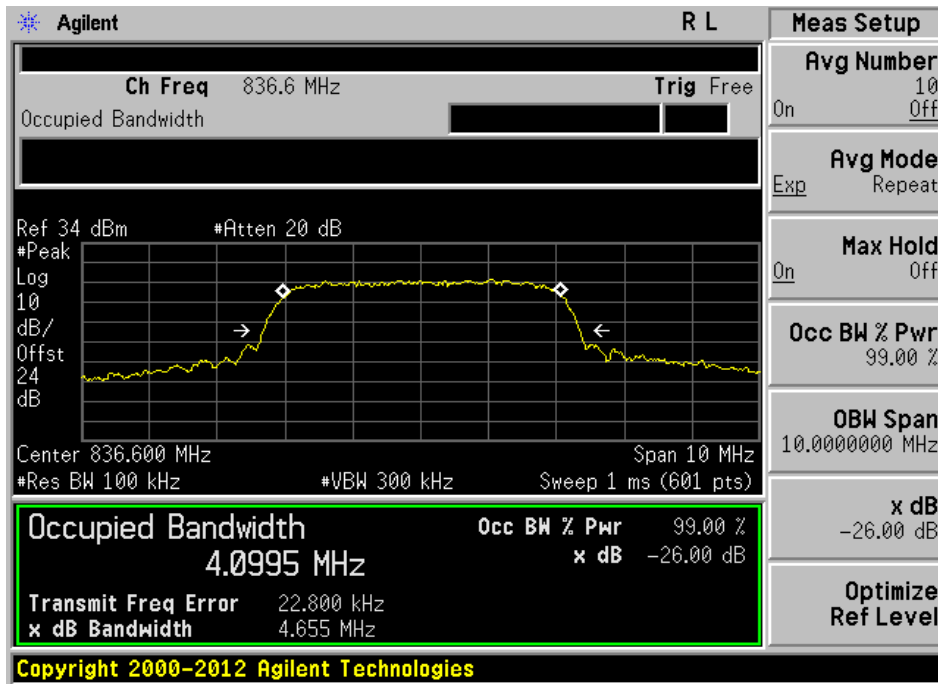 Agilent
R L
Ch Freq 836.6 MHz
Trig Free
Occupied Bandwidth
Ref 34 dBm
#Atten 20 dB
#Peak
Log
10
dB/
Offst
24
dB
Center 836.600 MHz
Span 10 MHz
#Res BW 100 kHz
#VBW 300 kHz
Sweep 1 ms (601 pts)
Occupied Bandwidth
4.0995 MHz
Occ BW % Pwr 99.00 %
x dB -26.00 dB
Transmit Freq Error 22.800 kHz
x dB Bandwidth 4.655 MHz
Copyright 2000-2012 Agilent Technologies
Meas Setup
Avg Number
10
On Off
Avg Mode
Exp Repeat
Max Hold
On Off
Occ BW % Pwr
99.00 %
OBW Span
10.0000000 MHz
x dB
-26.00 dB
Optimize
Ref Level